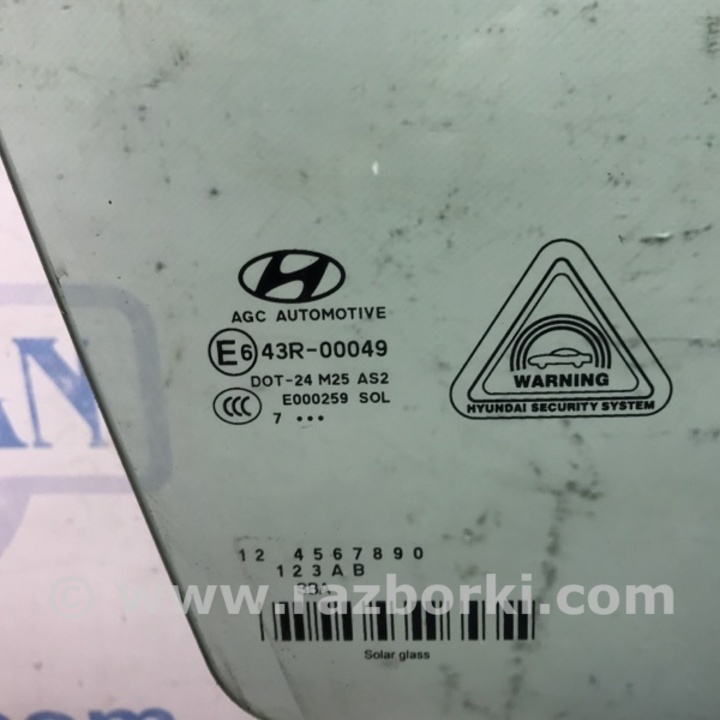 AGC AUTOMOTIVE
E6 43R-00049
DOT-24 M25 AS2
CCC E000259 SOL
7 •••
WARNING
HYUNDAI SECURITY SYSTEM
12 4567890
123AB
© www.razborki.com
Solar glass